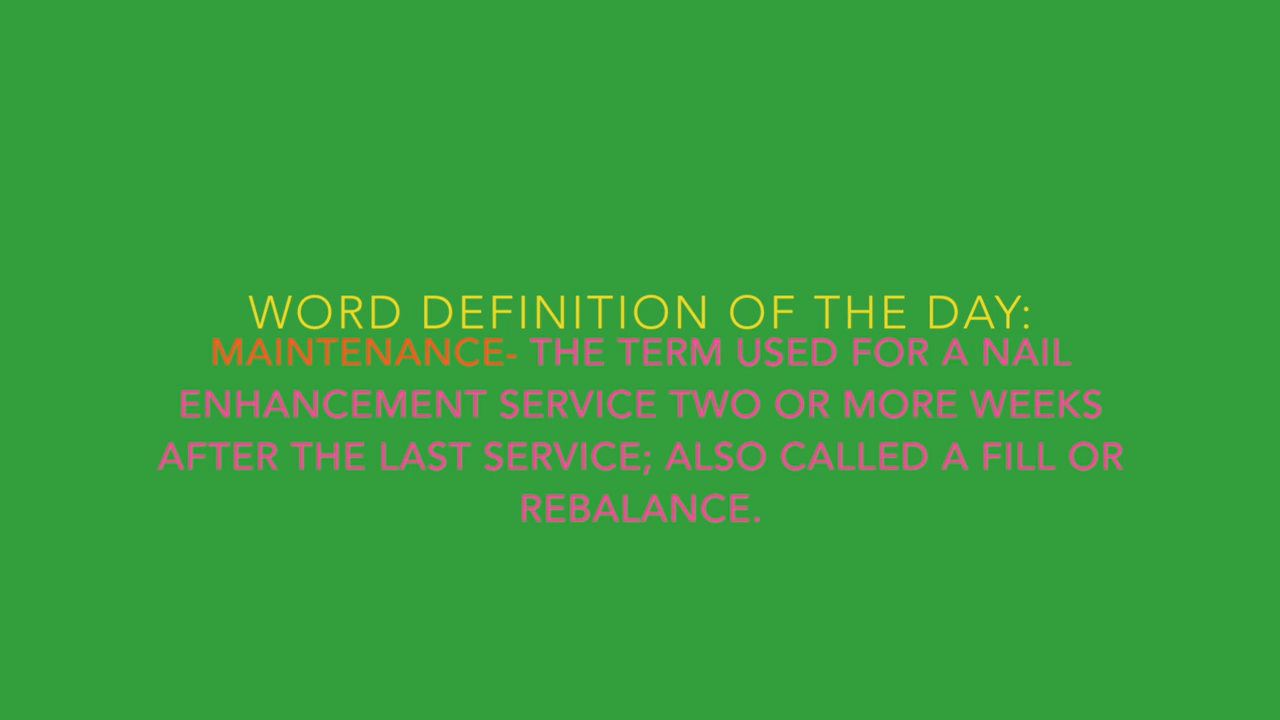 WORD DEFINITION OF THE DAY:
MAINTENANCE- THE TERM USED FOR A NAIL
ENHANCEMENT SERVICE TWO OR MORE WEEKS
AFTER THE LAST SERVICE; ALSO CALLED A FILL OR
REBALANCE.